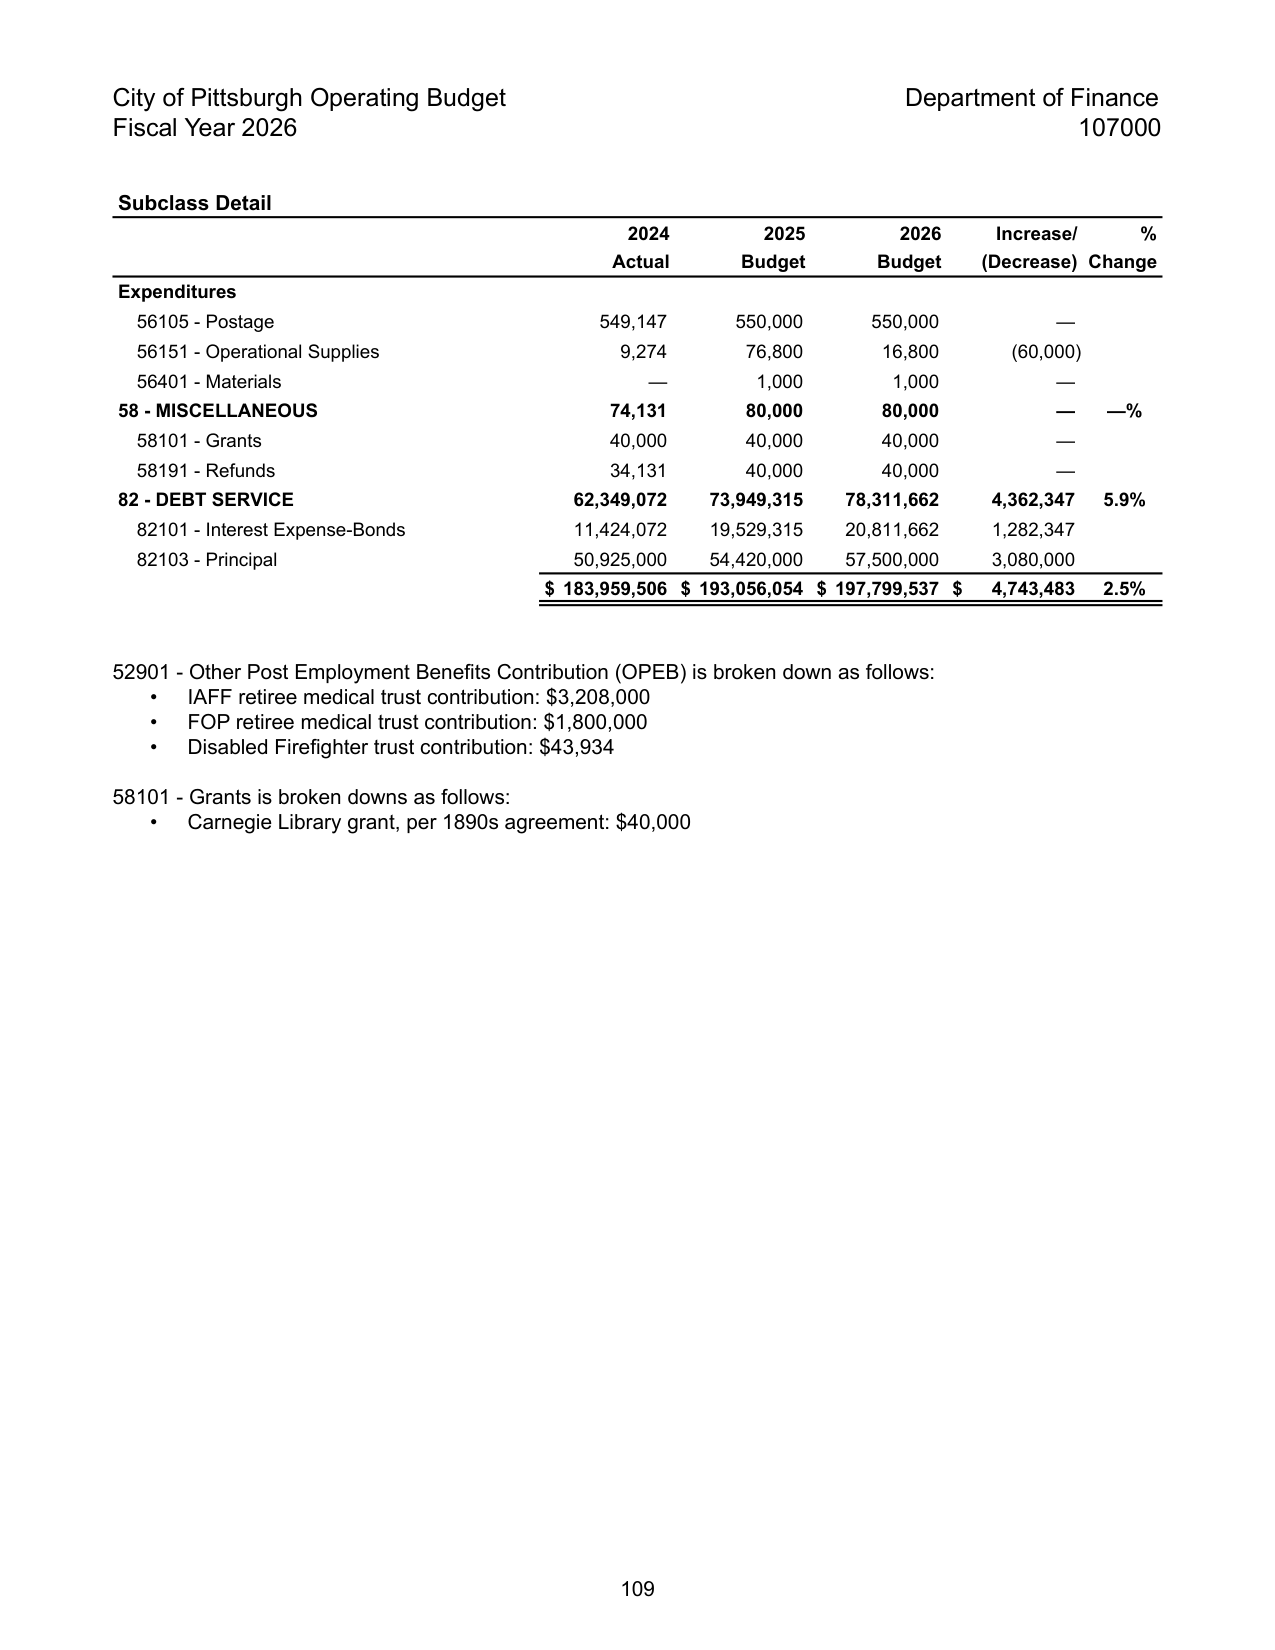 City of Pittsburgh Operating Budget Department of Finance
Fiscal Year 2026 107000
Subclass Detail
2024 2025 2026 Increase/ %
Actual Budget Budget (Decrease) Change
Expenditures
56105 - Postage 549,147 550,000 550,000 —
56151 - Operational Supplies 9,274 76,800 16,800 (60,000)
56401 - Materials — 1,000 1,000 —
58 - MISCELLANEOUS 74,131 80,000 80,000 — —%
58101 - Grants 40,000 40,000 40,000 —
58191 - Refunds 34,131 40,000 40,000 —
82 - DEBT SERVICE 62,349,072 73,949,315 78,311,662 4,362,347 5.9%
82101 - Interest Expense-Bonds 11,424,072 19,529,315 20,811,662 1,282,347
82103 - Principal 50,925,000 54,420,000 57,500,000 3,080,000
$ 183,959,506 $ 193,056,054 $ 197,799,537 $ 4,743,483 2.5%
52901 - Other Post Employment Benefits Contribution (OPEB) is broken down as follows:
• IAFF retiree medical trust contribution: $3,208,000
• FOP retiree medical trust contribution: $1,800,000
• Disabled Firefighter trust contribution: $43,934
58101 - Grants is broken downs as follows:
• Carnegie Library grant, per 1890s agreement: $40,000
109